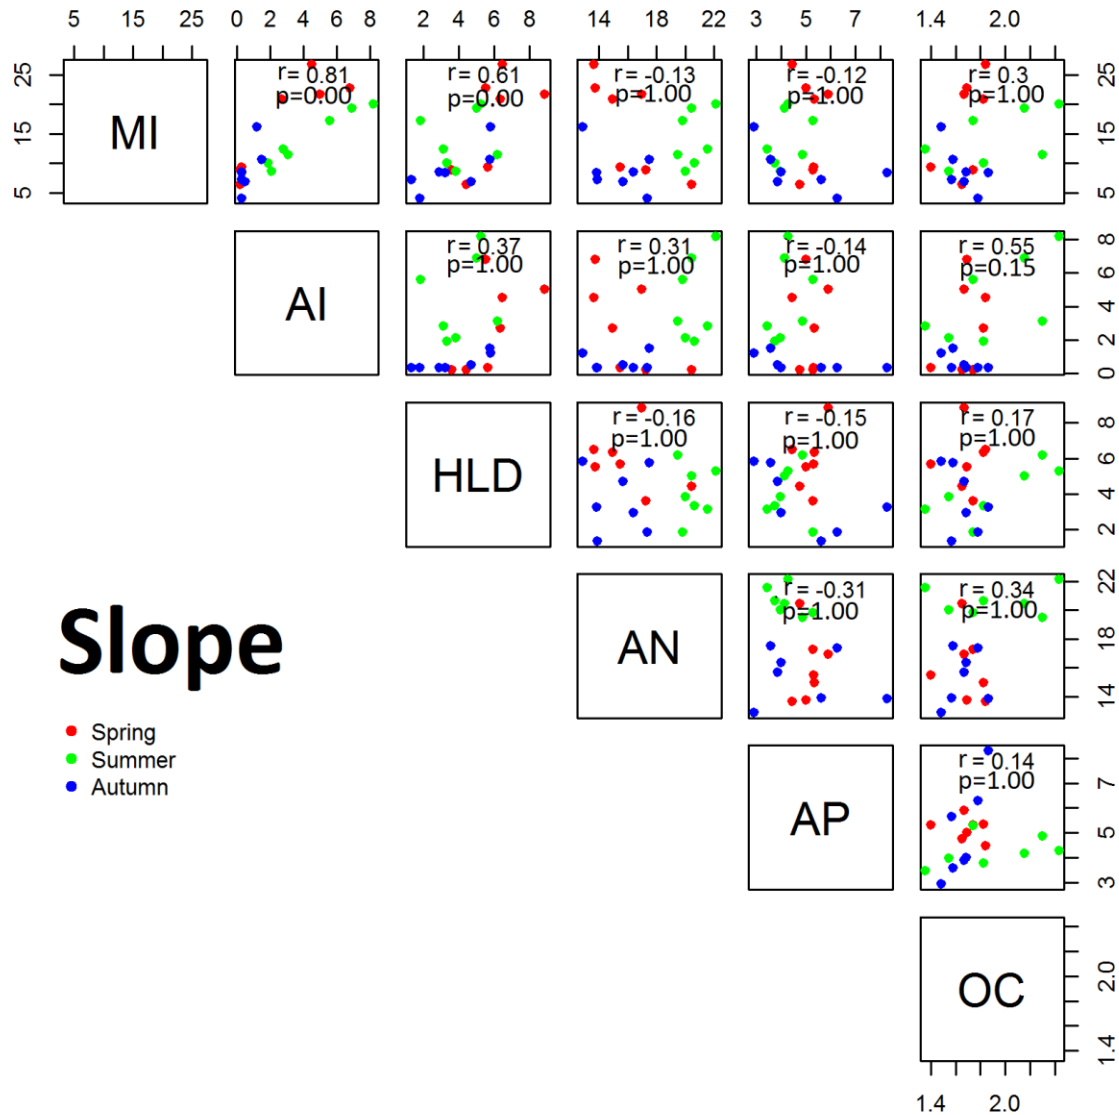 5 15 25 0 2 4 6 8 2 4 6 8 14 18 22 3 5 7 1.4 2.0
MI
r= 0.81
p=0.00
r= 0.61
p=0.00
r= -0.13
p=1.00
r= -0.12
p=1.00
r= 0.3
p=1.00
5 15 25
5 15 25
AI
r= 0.37
p=1.00
r= 0.31
p=1.00
r= -0.14
p=1.00
r= 0.55
p=0.15
0 2 4 6 8
HLD
r= -0.16
p=1.00
r= -0.15
p=1.00
r= 0.17
p=1.00
2 4 6 8
Slope
Spring
Summer
Autumn
AN
r= -0.31
p=1.00
r= 0.34
p=1.00
14 18 22
AP
r= 0.14
p=1.00
3 5 7
OC
1.4 2.0
1.4 2.0